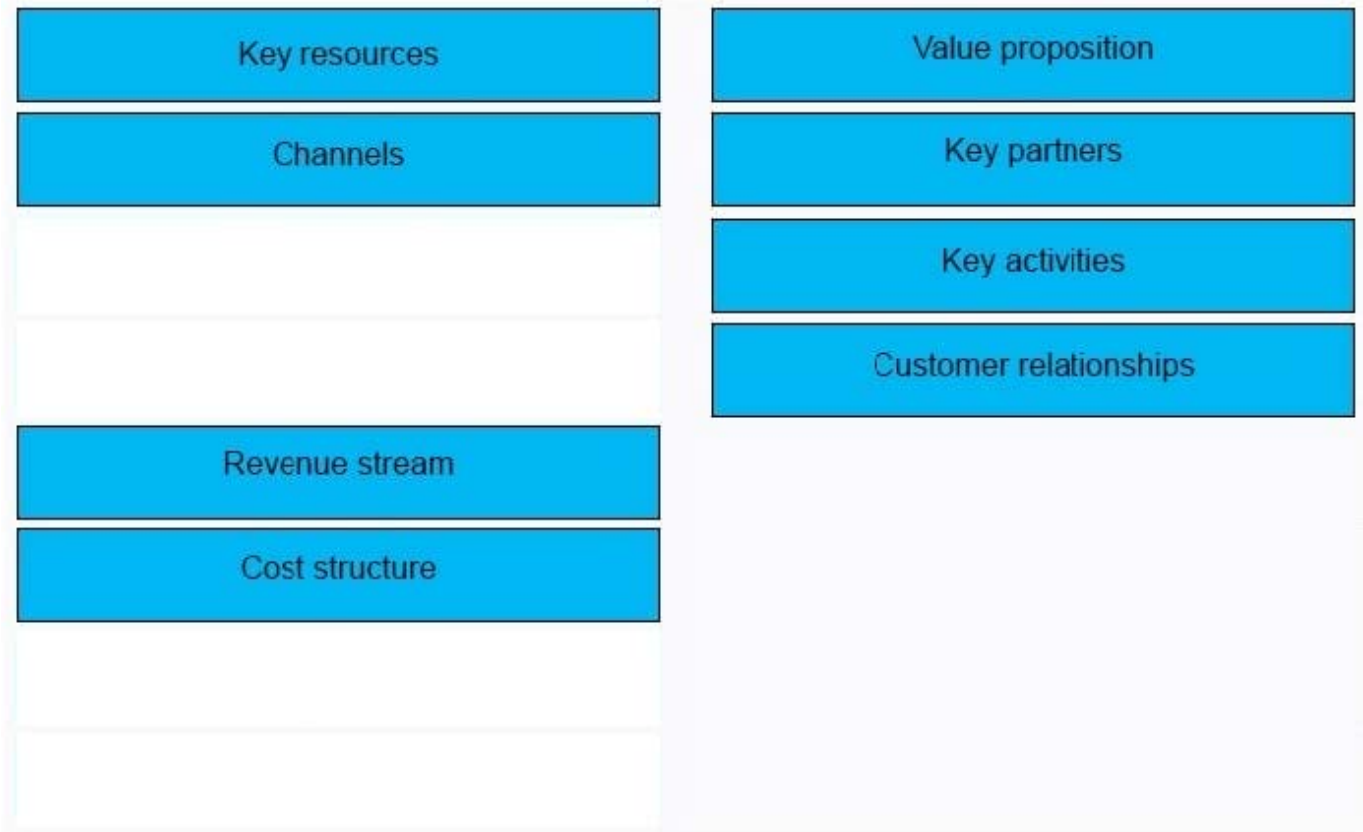 Key resources
Channels
Revenue stream
Cost structure
Value proposition
Key partners
Key activities
Customer relationships